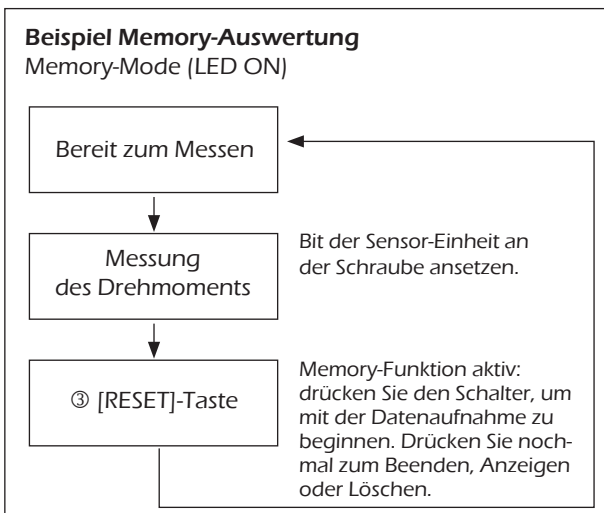 Beispiel Memory-Auswertung
Memory-Mode (LED ON)
Bereit zum Messen
Messung
des Drehmoments
Bit der Sensor-Einheit an
der Schraube ansetzen.
③ [RESET]-Taste
Memory-Funktion aktiv:
drücken Sie den Schalter, um
mit der Datenaufnahme zu
beginnen. Drücken Sie noch-
mal zum Beenden, Anzeigen
oder Löschen.